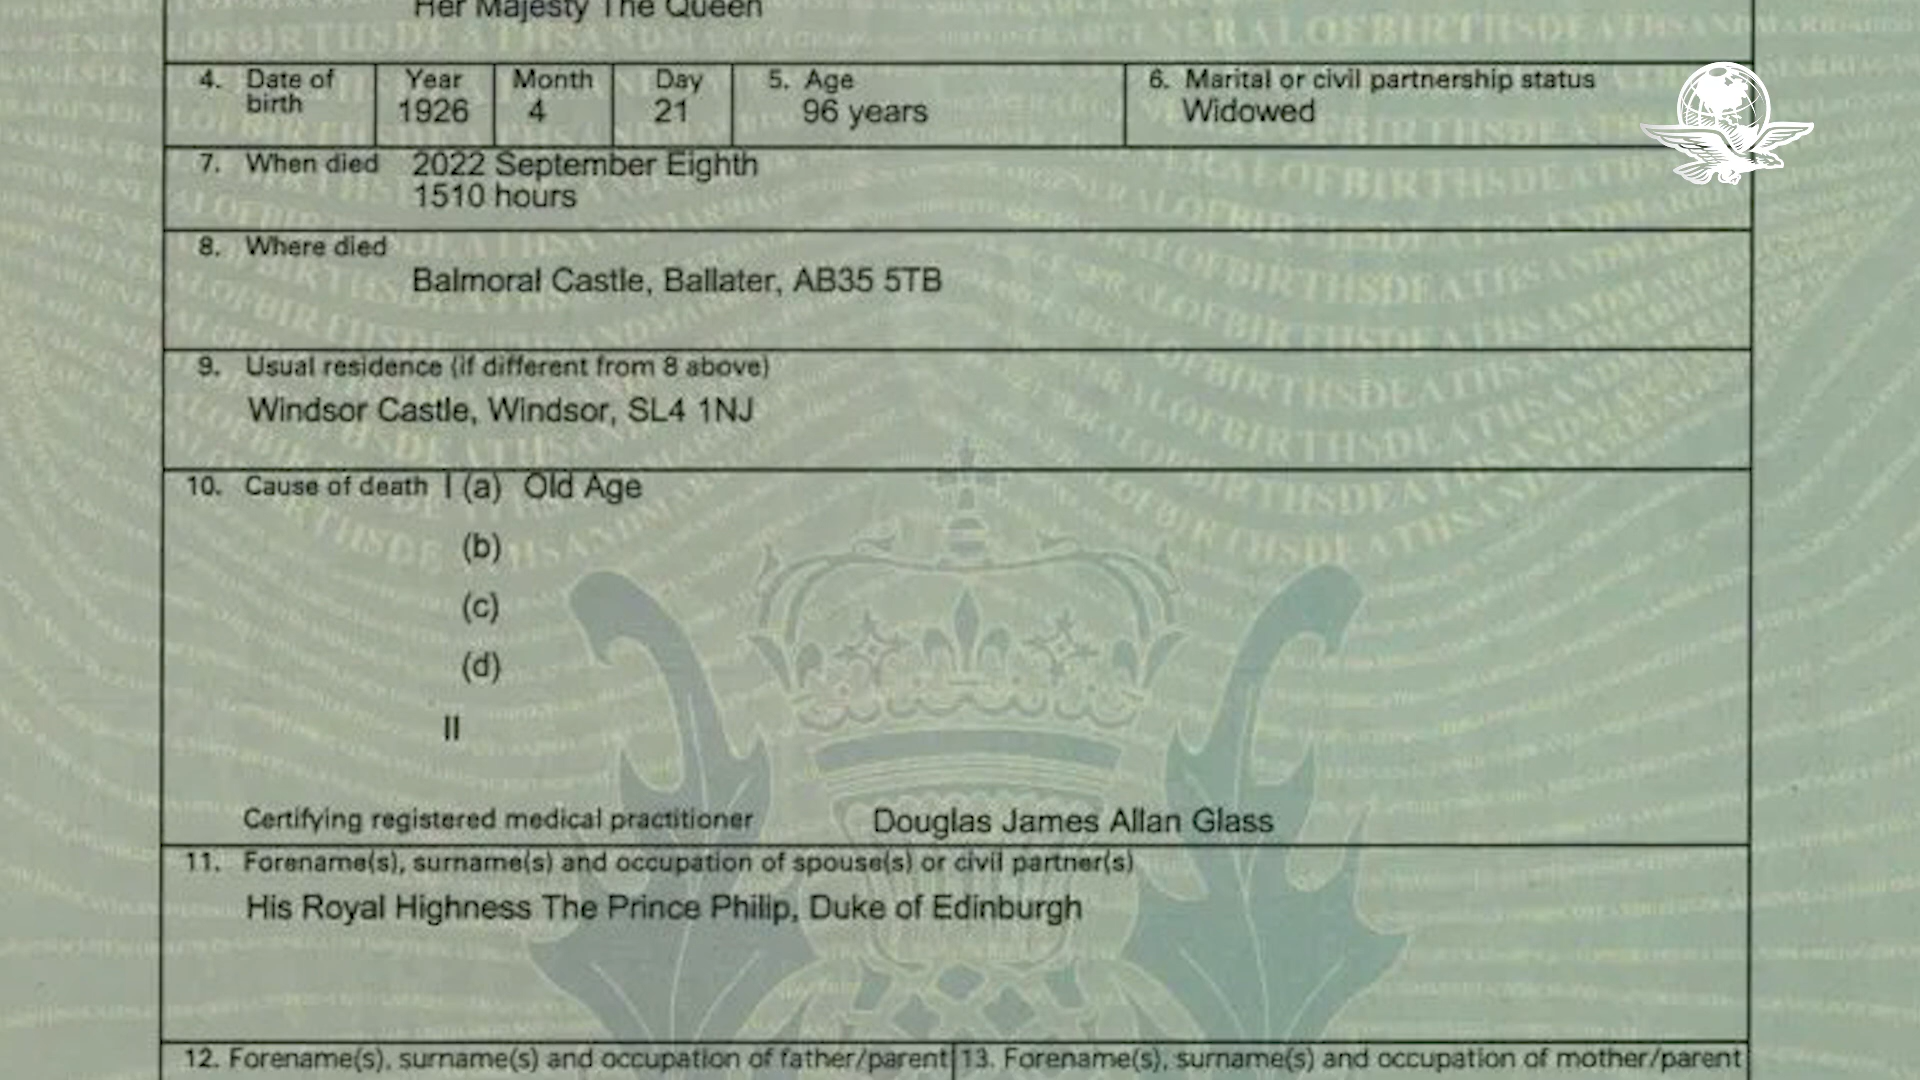 Her Majesty The Queen
4. Date of birth
Year 1926
Month 4
Day 21
5. Age
96 years
6. Marital or civil partnership status
Widowed
7. When died 2022 September Eighth
1510 hours
8. Where died
Balmoral Castle, Ballater, AB35 5TB
9. Usual residence (if different from 8 above)
Windsor Castle, Windsor, SL4 1NJ
10. Cause of death I (a) Old Age
(b)
(c)
(d)
II
Certifying registered medical practitioner Douglas James Allan Glass
11. Forename(s), surname(s) and occupation of spouse(s) or civil partner(s)
His Royal Highness The Prince Philip, Duke of Edinburgh
12. Forename(s), surname(s) and occupation of father/parent
13. Forename(s), surname(s) and occupation of mother/parent